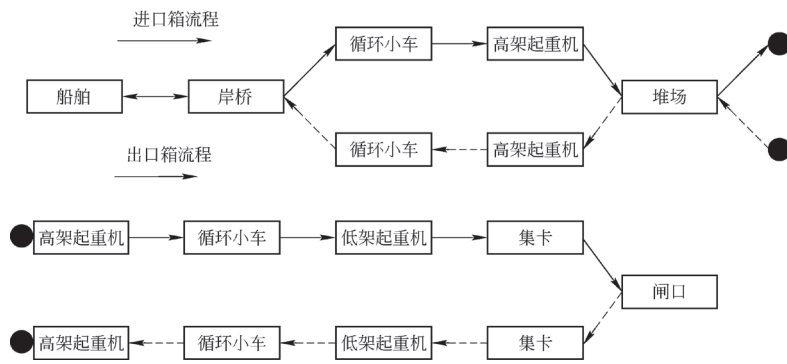 进口箱流程
循环小车
高架起重机
船舶
岸桥
堆场
循环小车
高架起重机
出口箱流程
高架起重机
循环小车
低架起重机
集卡
闸口
高架起重机
循环小车
低架起重机
集卡